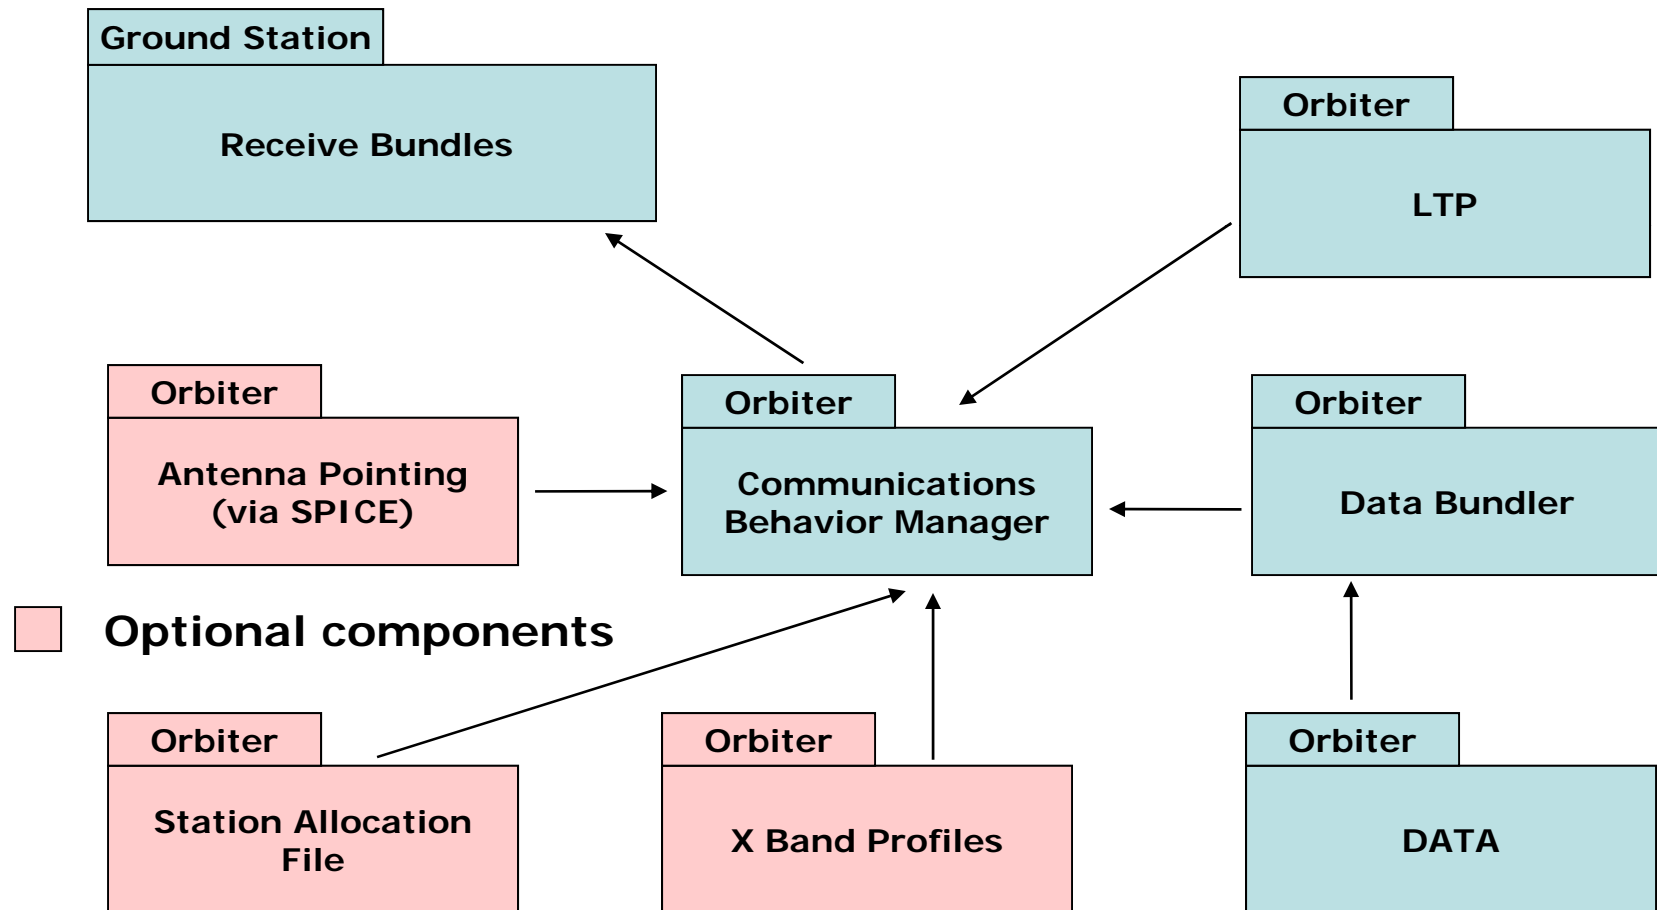 Ground Station
Receive Bundles
Orbiter
LTP
Orbiter
Antenna Pointing
(via SPICE)
Orbiter
Communications
Behavior Manager
Orbiter
Data Bundler
Optional components
Orbiter
Station Allocation
File
Orbiter
X Band Profiles
Orbiter
DATA